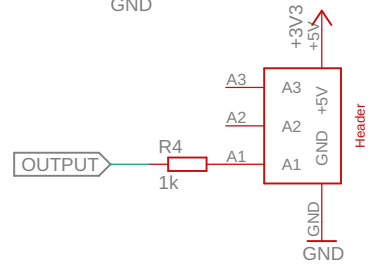 GND
+3V3
+5V
A3
A3
+5V
Header
A2
A2
R4
A1
A1
GND
OUTPUT
1k
GND
GND